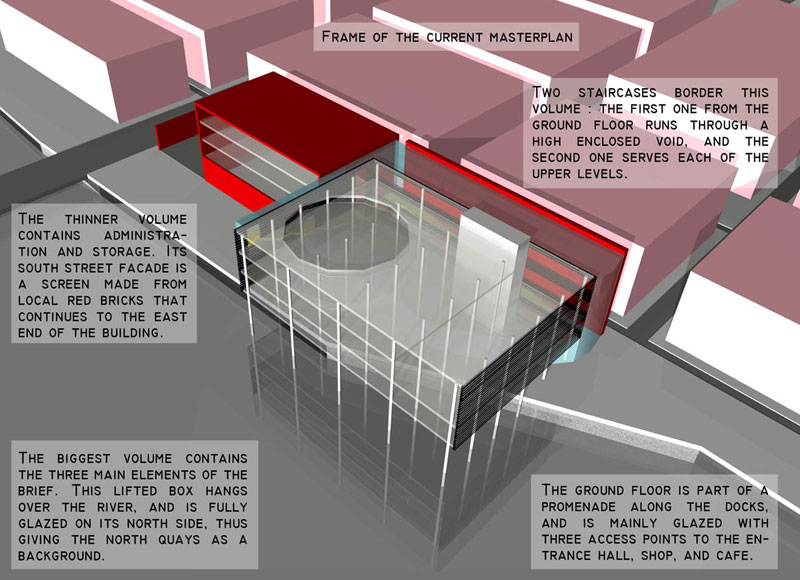 Frame of the current masterplan
Two staircases border this
volume : the first one from the
ground floor runs through a
high enclosed void, and the
second one serves each of the
upper levels.
The thinner volume
contains administra-
tion and storage. Its
south street facade is
a screen made from
local red bricks that
continues to the east
end of the building.
The biggest volume contains
the three main elements of the
brief. This lifted box hangs
over the river, and is fully
glazed on its north side, thus
giving the north quays as a
background.
The ground floor is part of a
promenade along the docks,
and is mainly glazed with
three access points to the en-
trance hall, shop, and cafe.